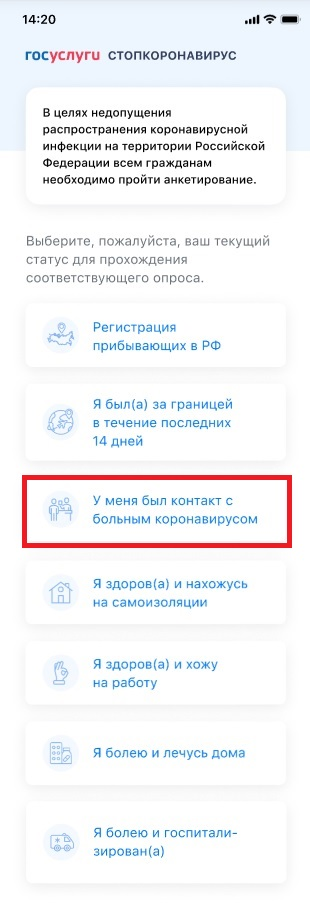 14:20
госуслуги СТОПКОРОНАВИРУС
В целях недопущения
распространения коронавирусной
инфекции на территории Российской
Федерации всем гражданам
необходимо пройти анкетирование.
Выберите, пожалуйста, ваш текущий
статус для прохождения
соответствующего опроса.
Регистрация
прибывающих в РФ
Я был(а) за границей
в течение последних
14 дней
У меня был контакт с
больным коронавирусом
Я здоров(а) и нахожусь
на самоизоляции
Я здоров(а) и хожу
на работу
Я болею и лечусь дома
Я болею и госпитали-
зирован(а)